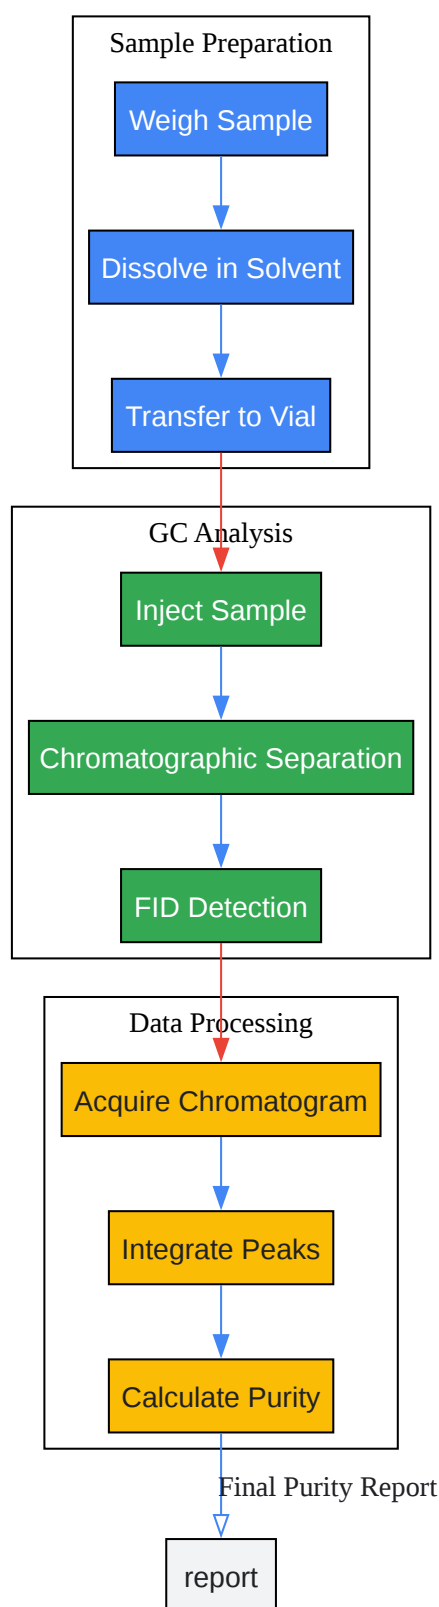 Sample Preparation
Weigh Sample
Dissolve in Solvent
Transfer to Vial
GC Analysis
Inject Sample
Chromatographic Separation
FID Detection
Data Processing
Acquire Chromatogram
Integrate Peaks
Calculate Purity
Final Purity Report
report